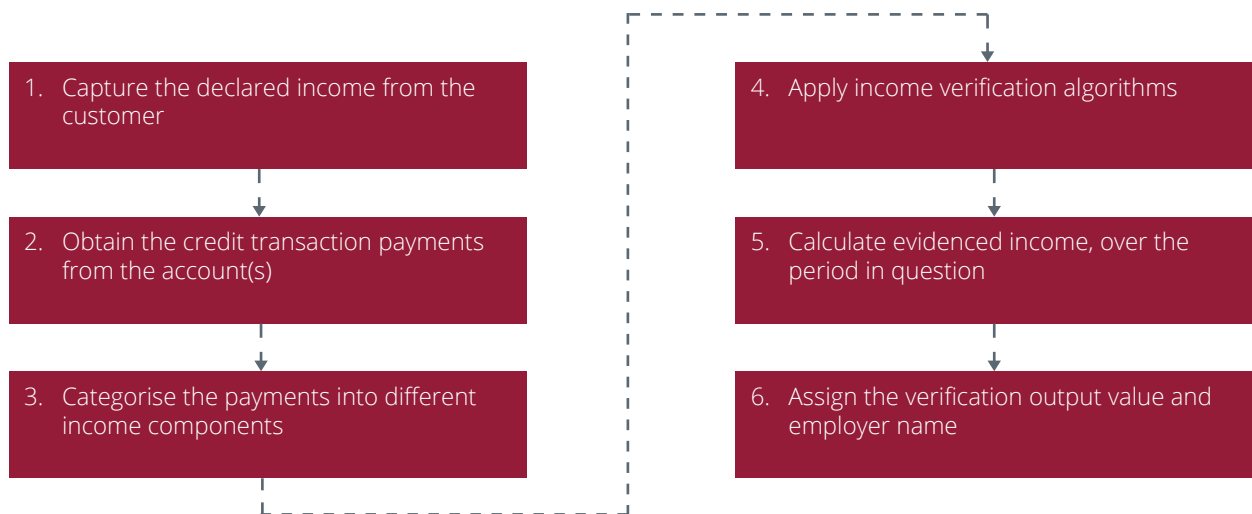 1. Capture the declared income from the
customer
2. Obtain the credit transaction payments
from the account(s)
3. Categorise the payments into different
income components
4. Apply income verification algorithms
5. Calculate evidenced income, over the
period in question
6. Assign the verification output value and
employer name